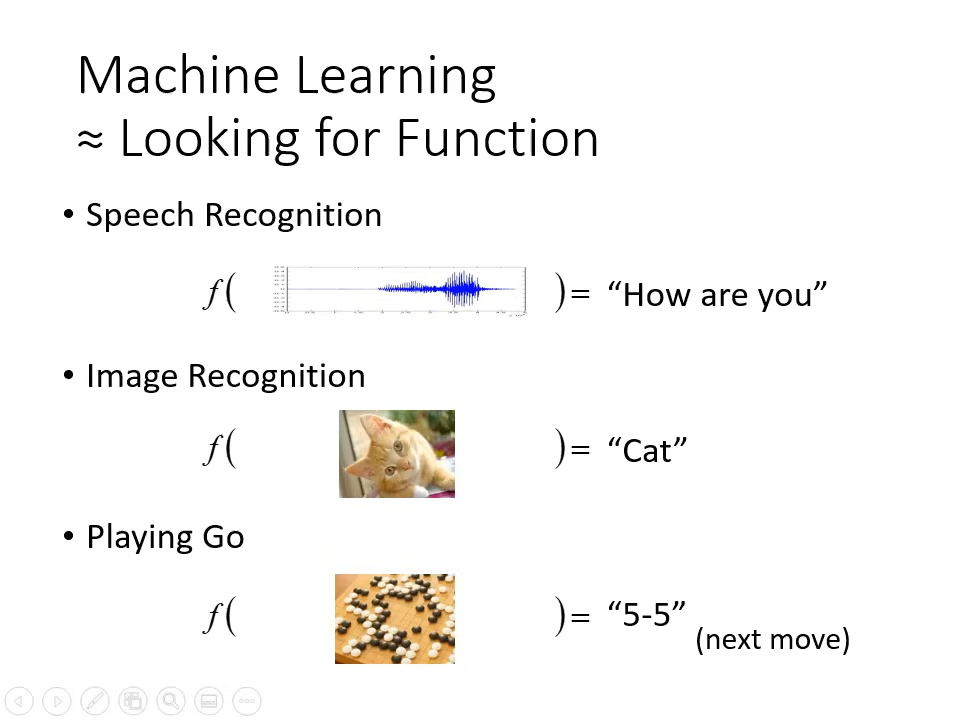 Machine Learning
≈ Looking for Function
• Speech Recognition
f( ) = “How are you”
• Image Recognition
f( ) = “Cat”
• Playing Go
f( ) = “5-5” (next move)